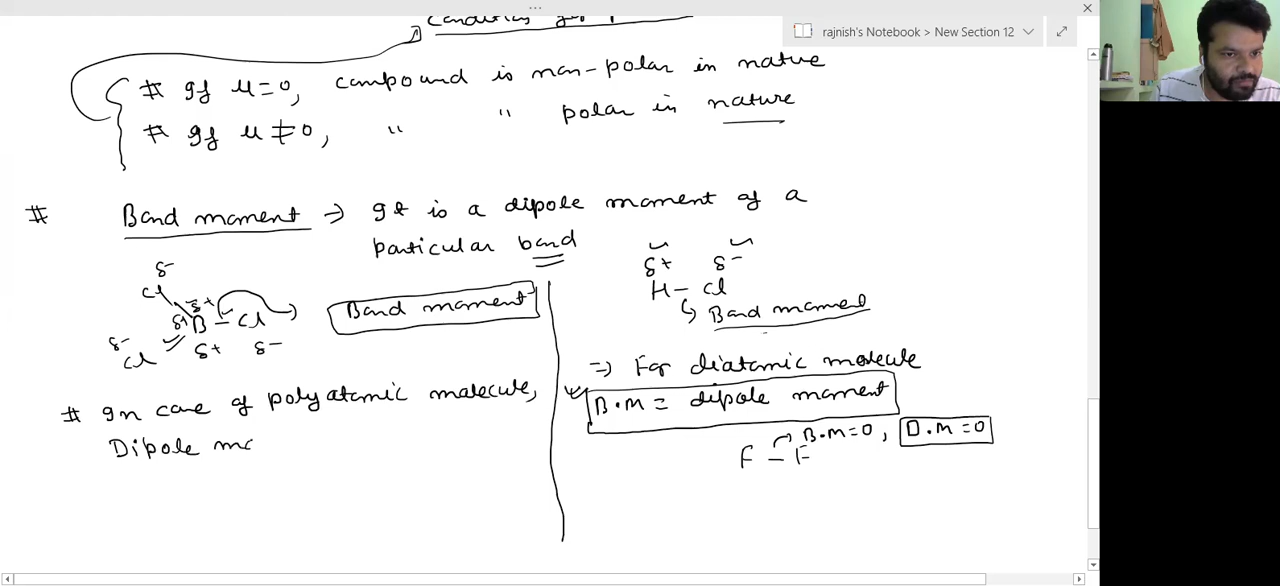 rajnish's Notebook > New Section 12
# If μ=0, compound is non-polar in nature
# If μ≠0, " " polar in nature
# Bond moment ⇒ It is a dipole moment of a
particular bond
δ-
Cl δ+
δ+ B - Cl
δ- Cl δ+ δ-
Bond moment
# In case of polyatomic molecule,
Dipole mo
δ+ δ-
H - Cl
↳ Bond moment
⇒ For diatomic molecule
B.M = dipole moment
B.M=0, D.M=0
F - F